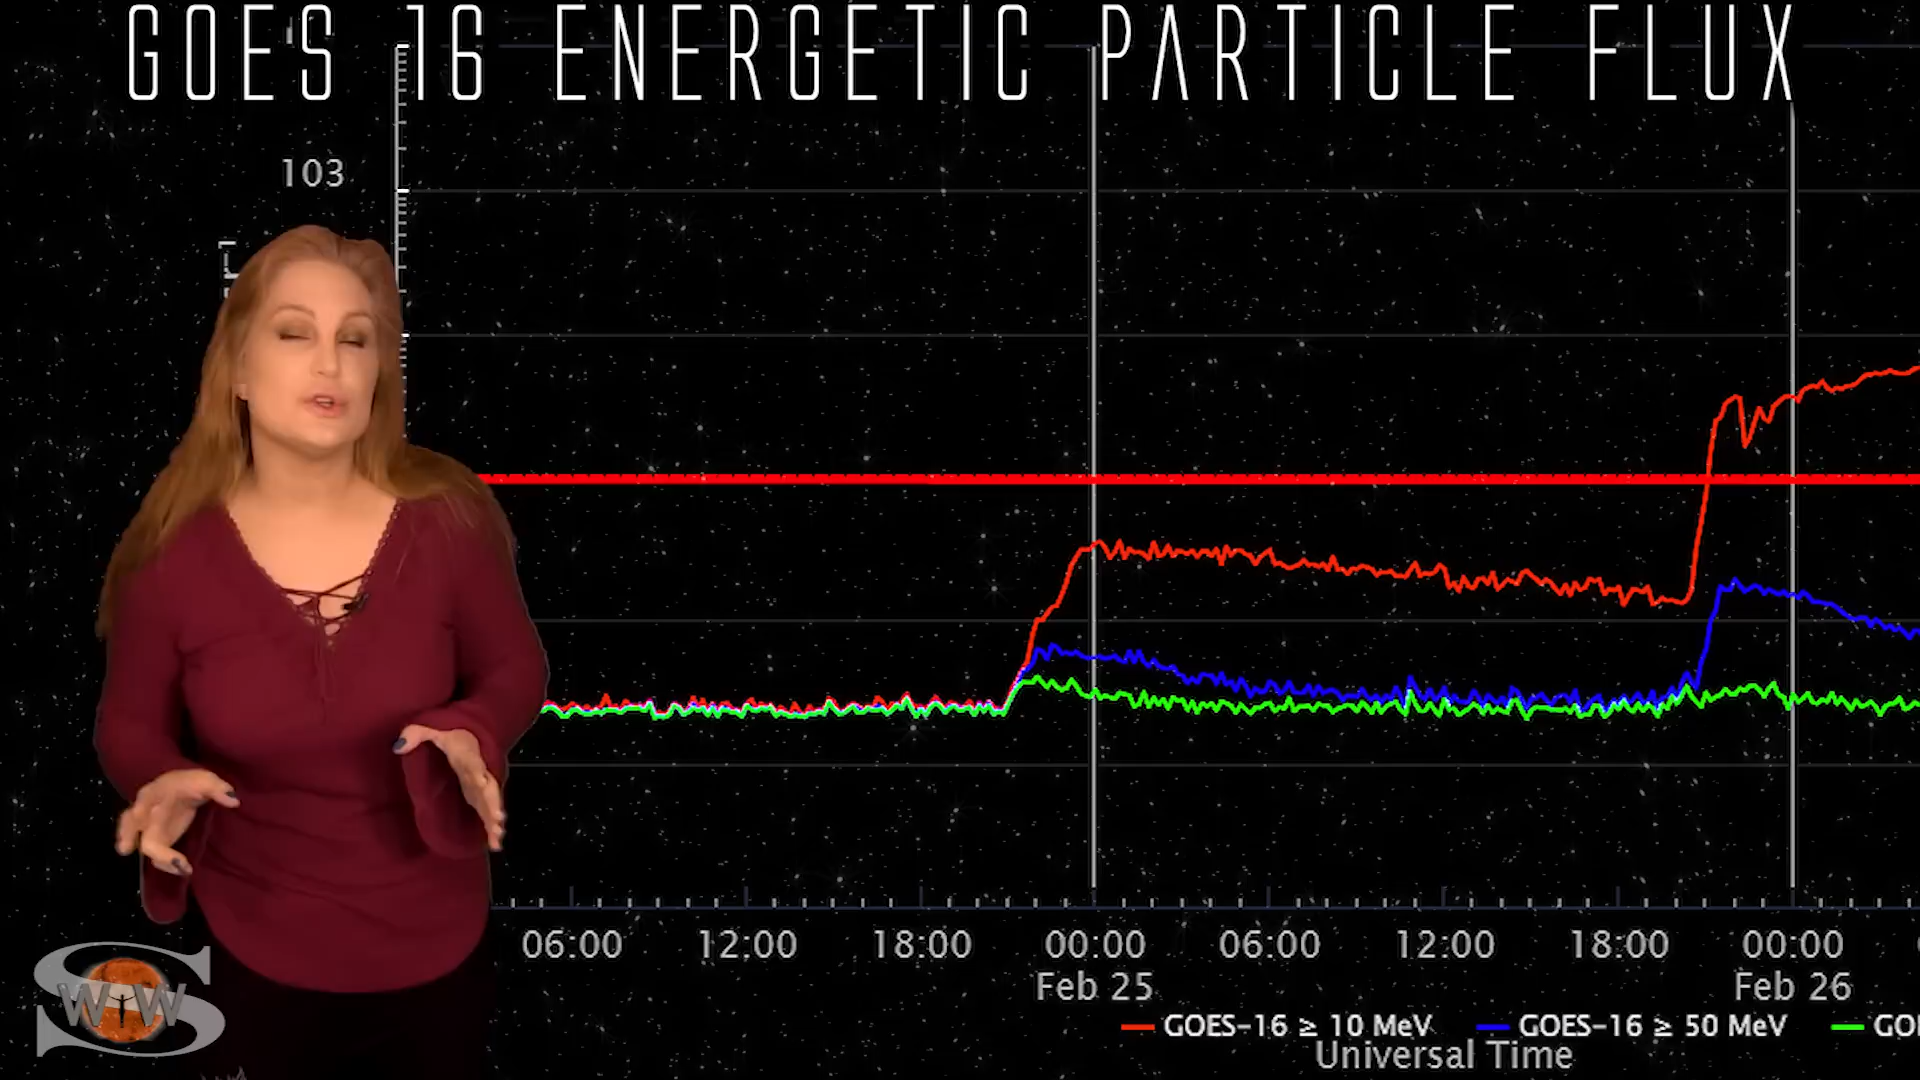 GOES 16 ENERGETIC PARTICLE FLUX
103
06:00 12:00 18:00 00:00 06:00 12:00 18:00 00:00
Feb 25 Feb 26
GOES-16 ≥ 10 MeV GOES-16 ≥ 50 MeV
Universal Time
S
WW